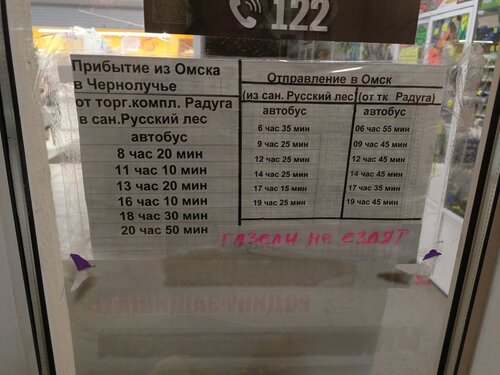 122
Прибытие из Омска
в Чернолучье
от торг.компл. Радуга
в сан.Русский лес
автобус
8 час 20 мин
11 час 10 мин
13 час 20 мин
16 час 10 мин
18 час 30 мин
20 час 50 мин
Отправление в Омск
(из сан. Русский лес) (от тк Радуга)
автобус автобус
6 час 35 мин 06 час 55 мин
9 час 25 мин 09 час 45 мин
12 час 25 мин 12 час 45 мин
14 час 25 мин 14 час 45 мин
17 час 15 мин 17 час 35 мин
19 час 25 мин 19 час 45 мин
газели не ездят